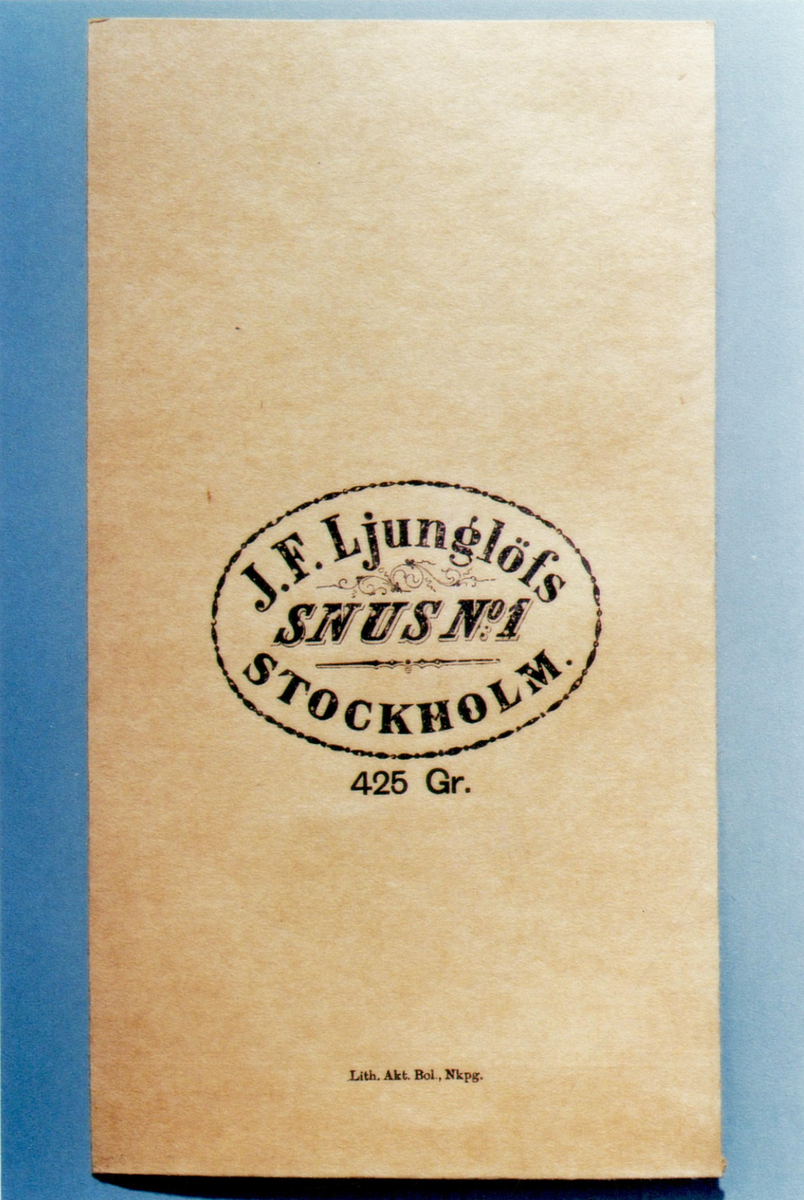 J.F. Ljunglöfs
SNUS No. 1
STOCKHOLM.
425 Gr.
Lith. Akt. Bol., Nkpg.